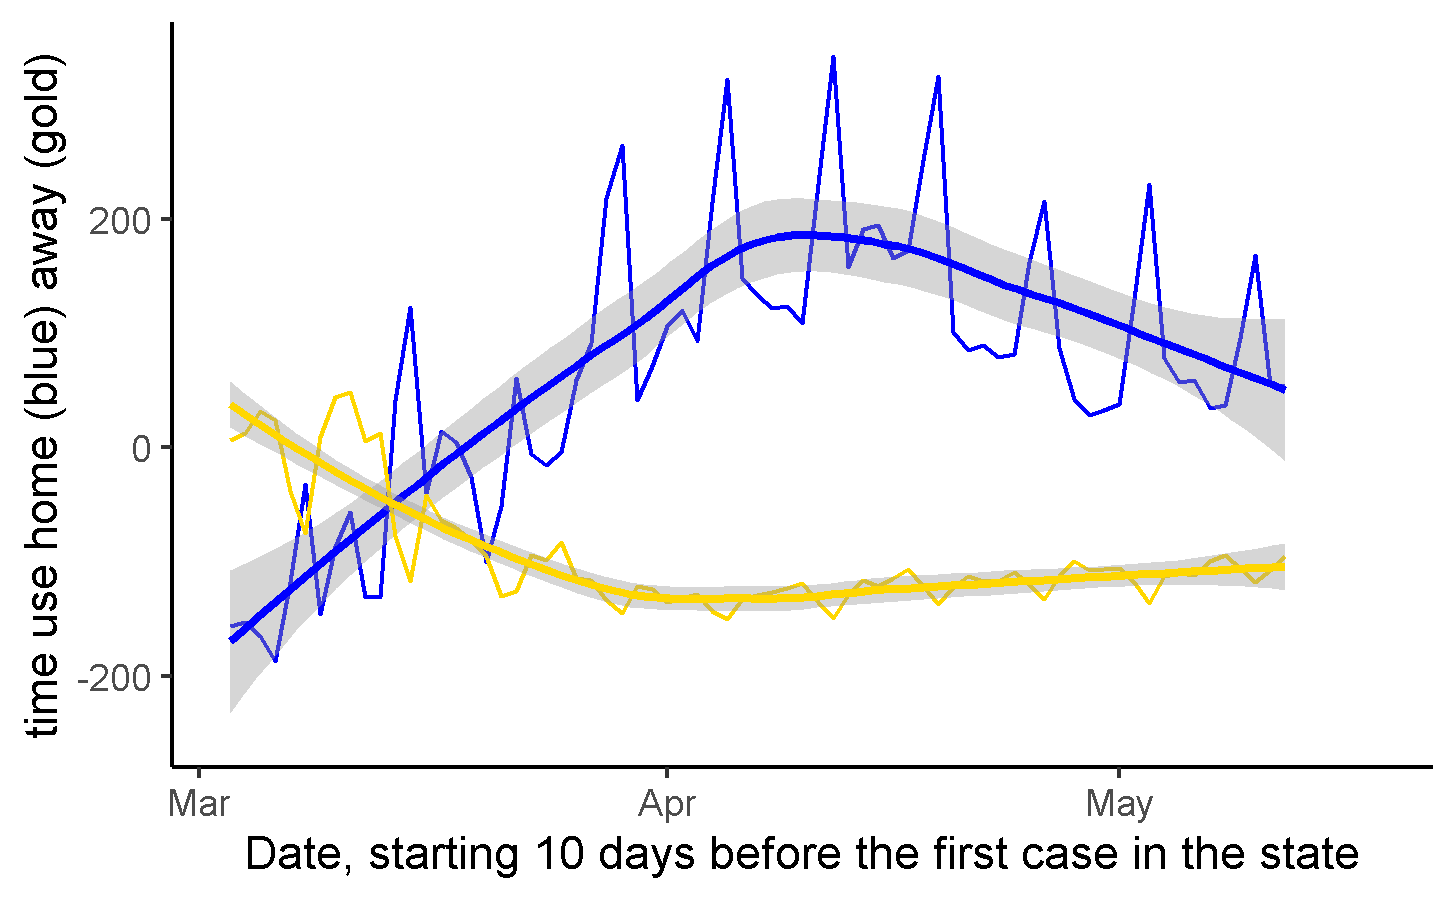 time use home (blue) away (gold)
200
0
-200
Mar Apr May
Date, starting 10 days before the first case in the state